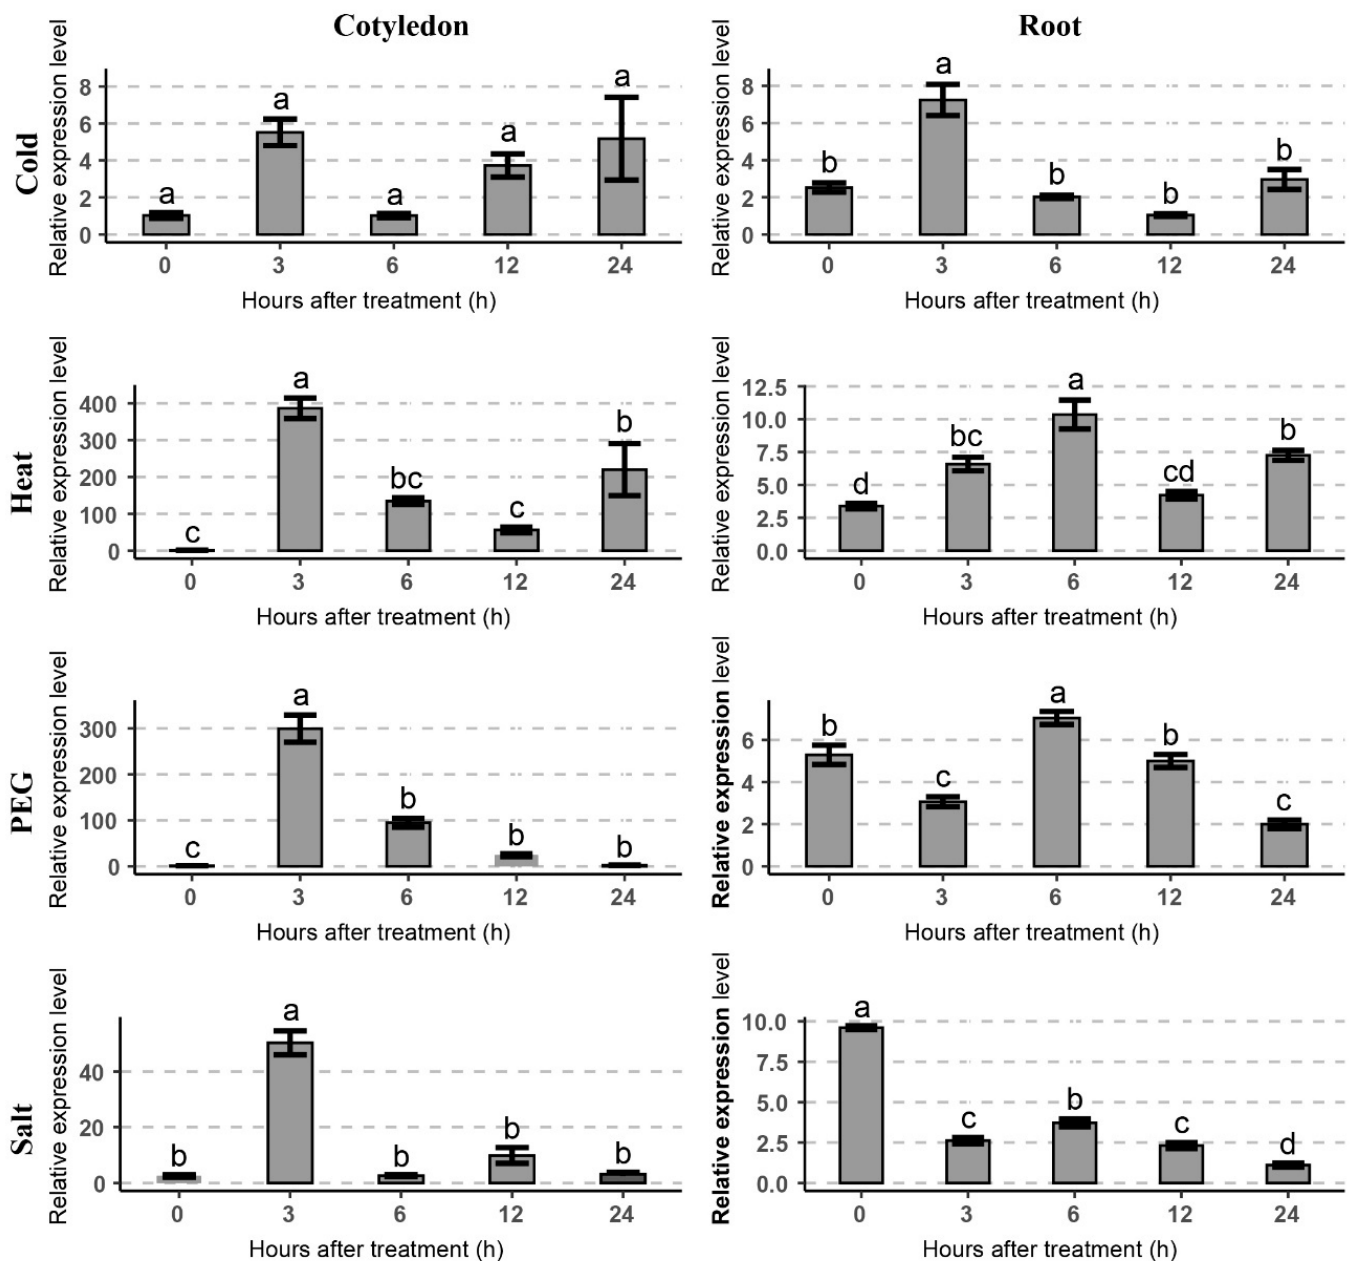 Cotyledon
Root
Cold
Relative expression level
8
6
4
2
0
a
a
a
a
a
0 3 6 12 24
Hours after treatment (h)
Relative expression level
8
6
4
2
0
b
a
b
b
b
0 3 6 12 24
Hours after treatment (h)
Heat
Relative expression level
400
300
200
100
0
c
a
bc
c
b
0 3 6 12 24
Hours after treatment (h)
Relative expression level
12.5
10.0
7.5
5.0
2.5
0.0
d
bc
a
cd
b
0 3 6 12 24
Hours after treatment (h)
PEG
Relative expression level
300
200
100
0
c
a
b
b
b
0 3 6 12 24
Hours after treatment (h)
Relative expression level
6
4
2
0
b
c
a
b
c
0 3 6 12 24
Hours after treatment (h)
Salt
Relative expression level
40
20
0
b
a
b
b
b
0 3 6 12 24
Hours after treatment (h)
Relative expression level
10.0
7.5
5.0
2.5
0.0
a
c
b
c
d
0 3 6 12 24
Hours after treatment (h)